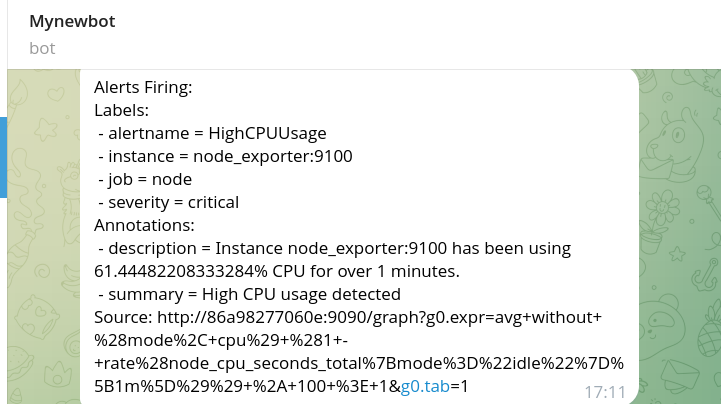 Mynewbot
bot
Alerts Firing:
Labels:
- alertname = HighCPUUsage
- instance = node_exporter:9100
- job = node
- severity = critical
Annotations:
- description = Instance node_exporter:9100 has been using
61.44482208333284% CPU for over 1 minutes.
- summary = High CPU usage detected
Source: http://86a98277060e:9090/graph?g0.expr=avg+without+
%28mode%2C+cpu%29+%281+-
+rate%28node_cpu_seconds_total%7Bmode%3D%22idle%22%7D%
5B1m%5D%29%29+%2A+100+%3E+1&g0.tab=1
17:11